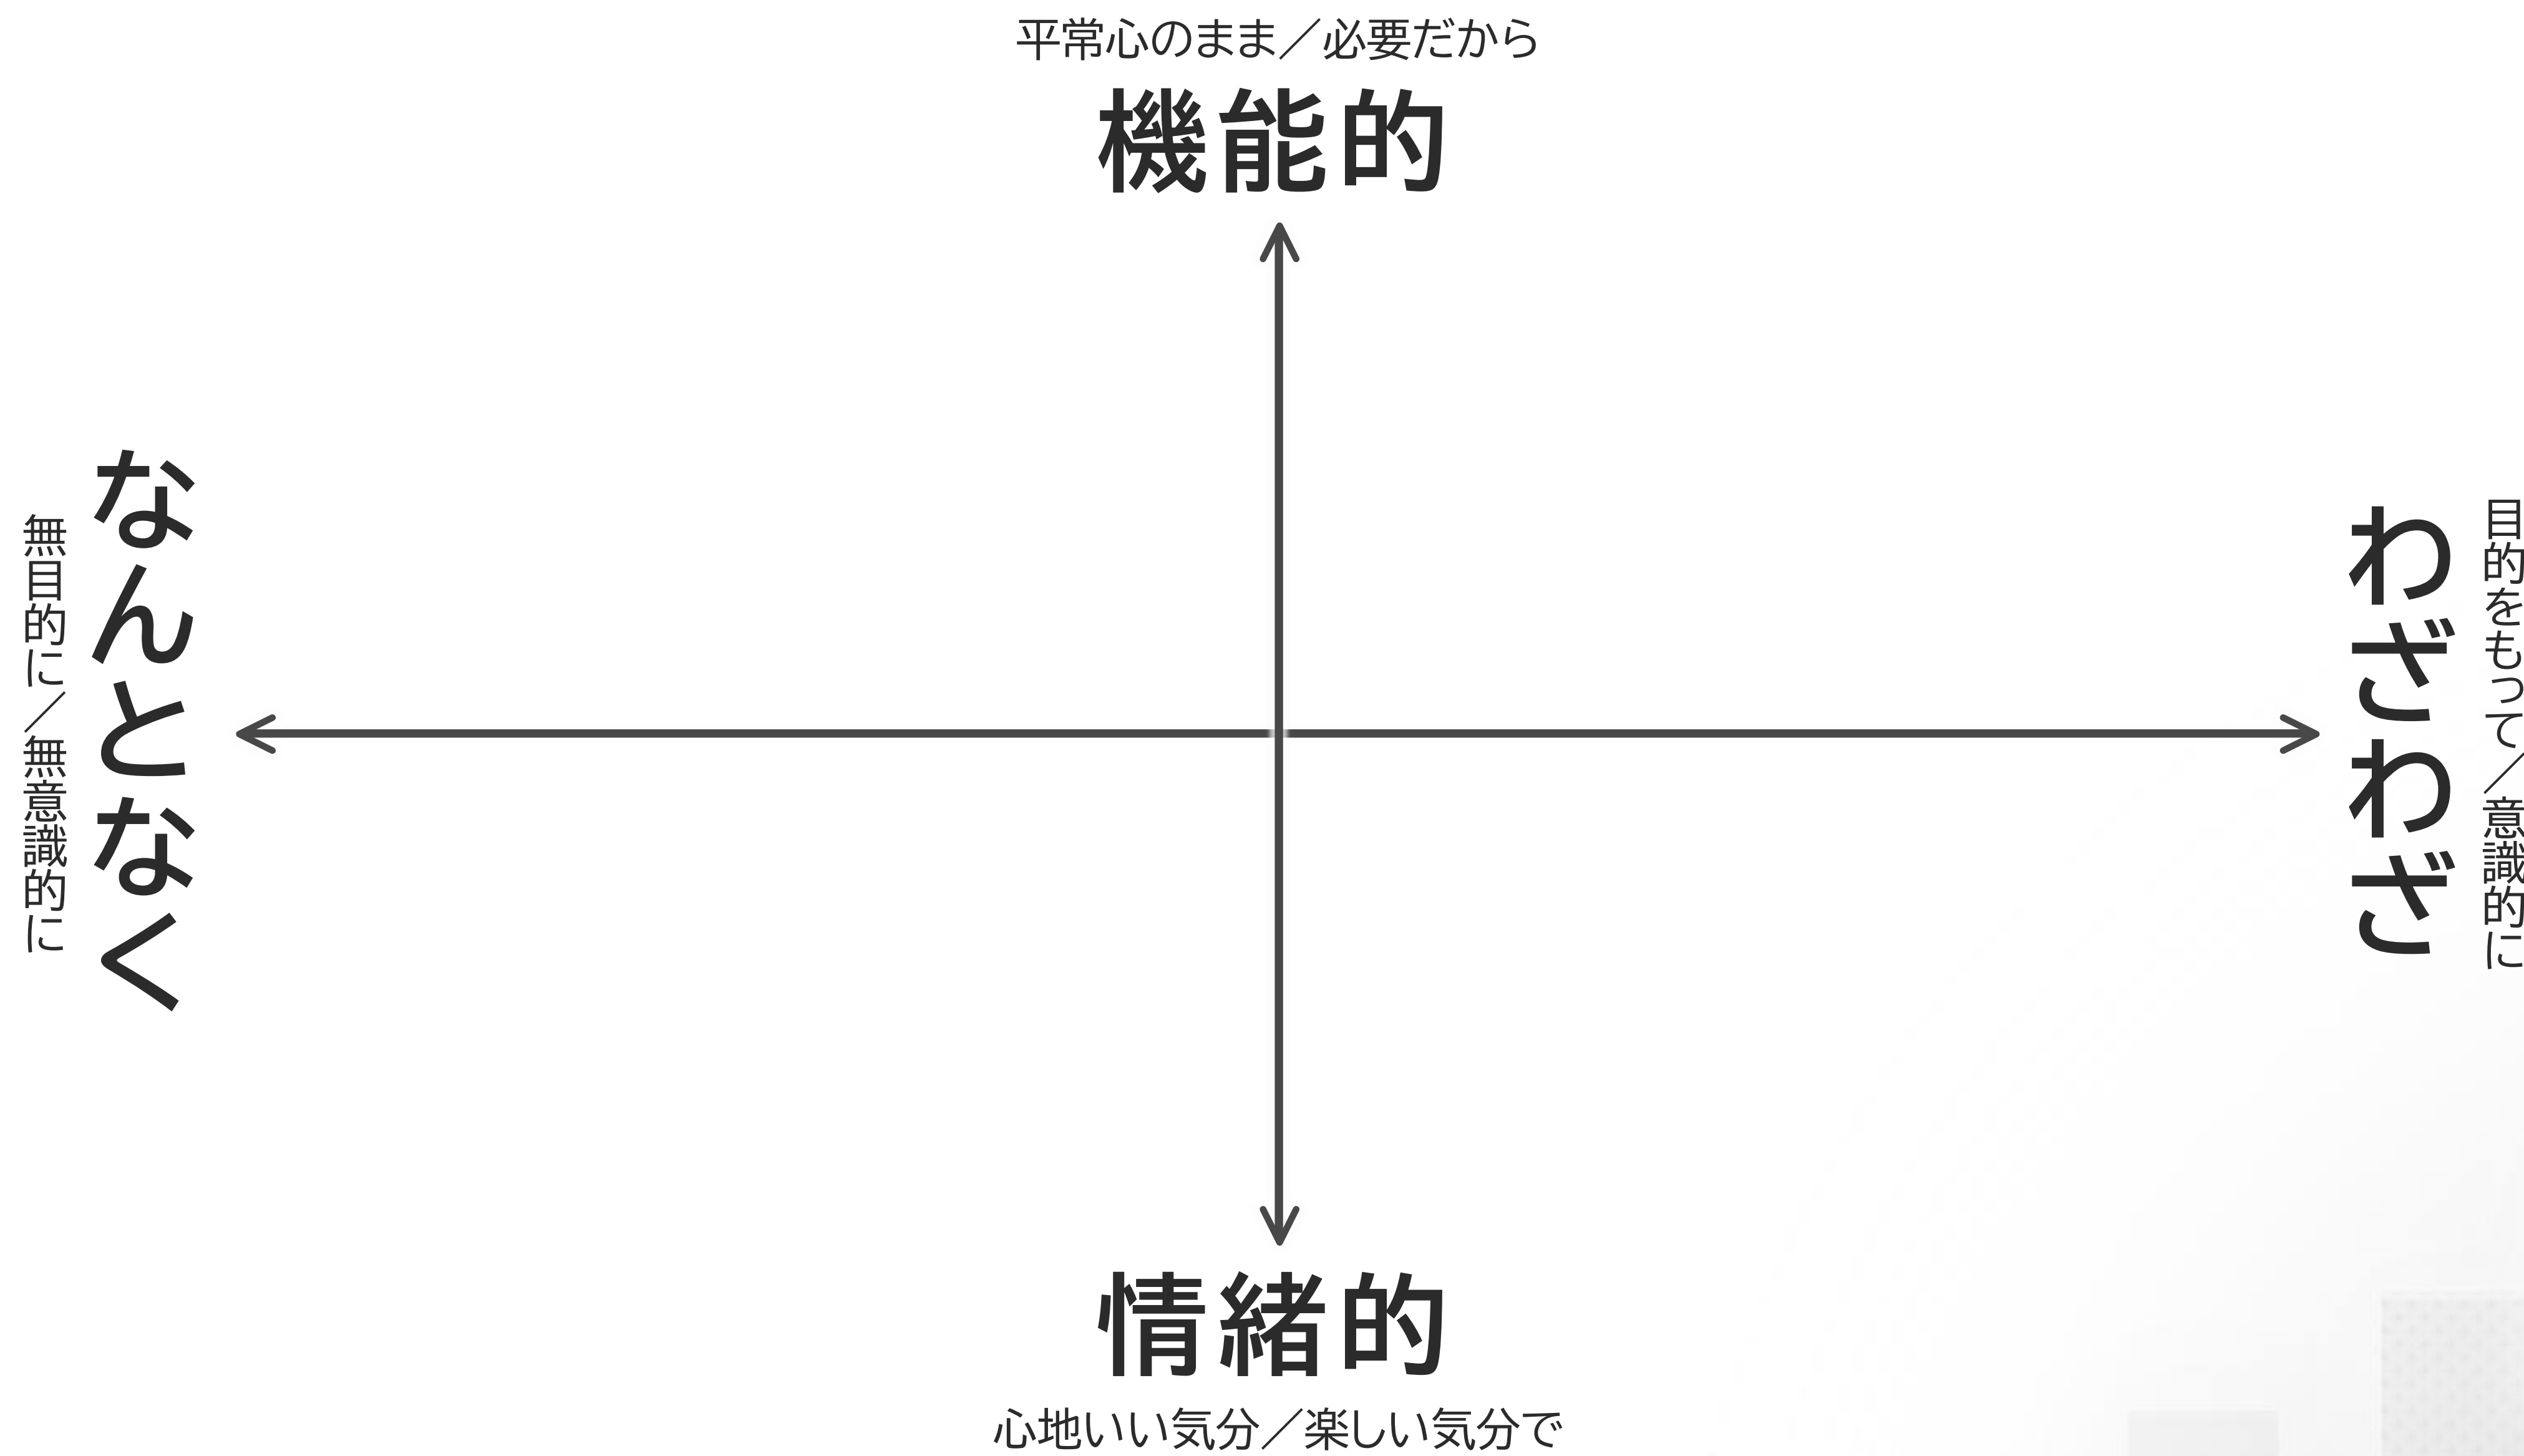 平常心のまま／必要だから
機能的
なんとなく
無目的に／無意識的に
わざわざ
目的をもって／意識的に
情緒的
心地いい気分／楽しい気分で